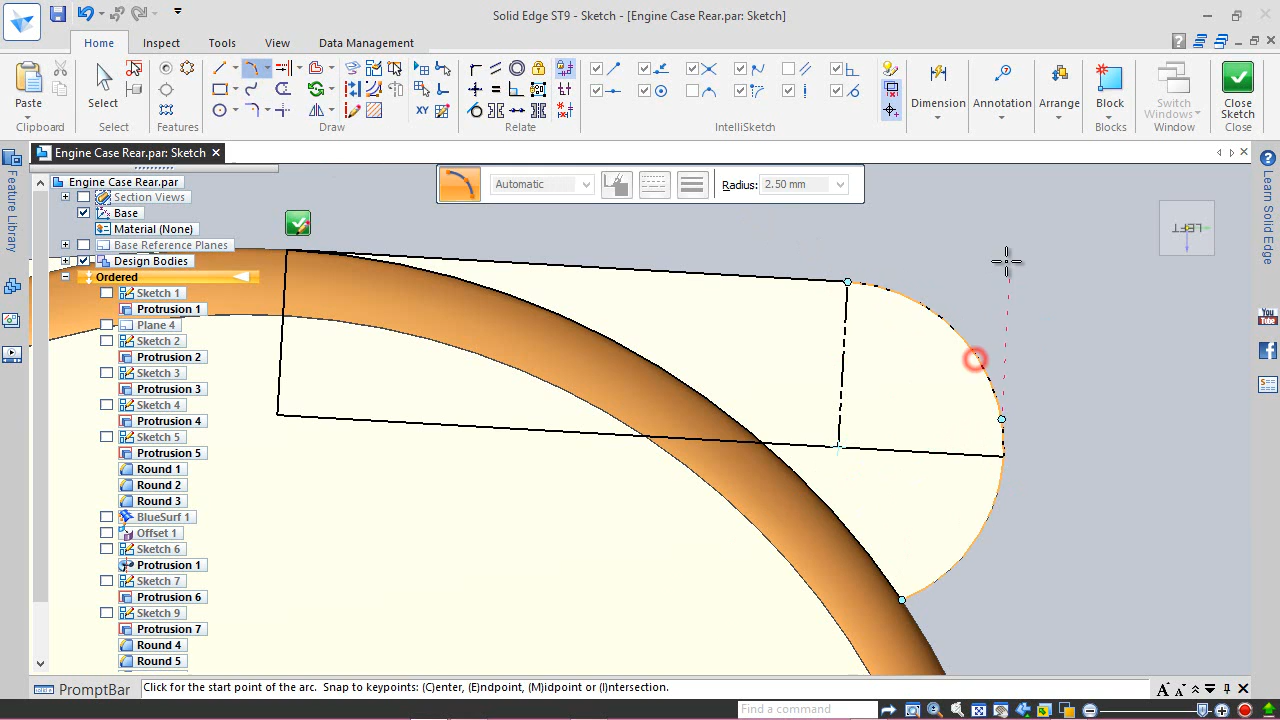 Solid Edge ST9 - Sketch - [Engine Case Rear.par: Sketch]
Home
Inspect
Tools
View
Data Management
Paste
Select
Dimension
Annotation
Arrange
Block
Switch Windows
Close Sketch
Clipboard
Select
Features
Draw
Relate
IntelliSketch
Blocks
Window
Close
Engine Case Rear.par: Sketch
Feature Library
Engine Case Rear.par
Section Views
Base
Material (None)
Base Reference Planes
Design Bodies
Ordered
Sketch 1
Protrusion 1
Plane 4
Sketch 2
Protrusion 2
Sketch 3
Protrusion 3
Sketch 4
Protrusion 4
Sketch 5
Protrusion 5
Round 1
Round 2
Round 3
BlueSurf 1
Offset 1
Sketch 6
Protrusion 1
Sketch 7
Protrusion 6
Sketch 9
Protrusion 7
Round 4
Round 5
Automatic
Radius: 2.50 mm
LEFT
Learn Solid Edge
You Tube
PromptBar
Click for the start point of the arc. Snap to keypoints: (C)enter, (E)ndpoint, (M)idpoint or (I)ntersection.
Find a command